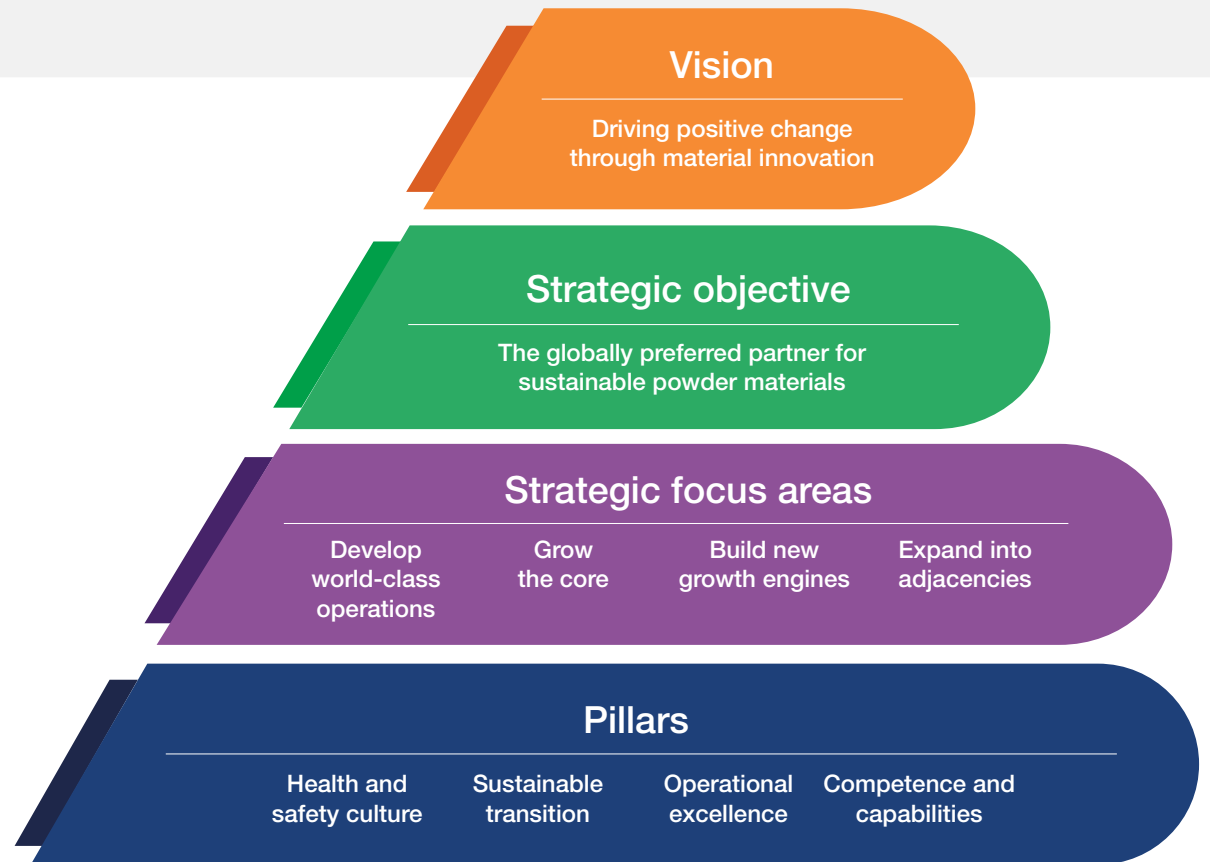 Vision
Driving positive change
through material innovation
Strategic objective
The globally preferred partner for
sustainable powder materials
Strategic focus areas
Develop
world-class
operations
Grow
the core
Build new
growth engines
Expand into
adjacencies
Pillars
Health and
safety culture
Sustainable
transition
Operational
excellence
Competence and
capabilities